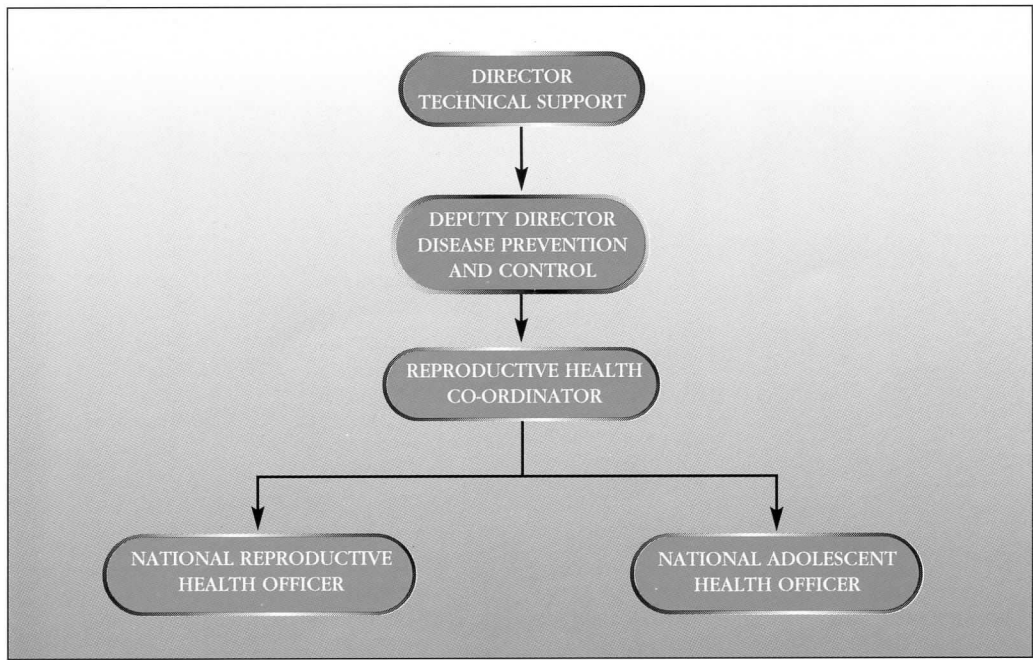 DIRECTOR
TECHNICAL SUPPORT
DEPUTY DIRECTOR
DISEASE PREVENTION
AND CONTROL
REPRODUCTIVE HEALTH
CO-ORDINATOR
NATIONAL REPRODUCTIVE
HEALTH OFFICER
NATIONAL ADOLESCENT
HEALTH OFFICER